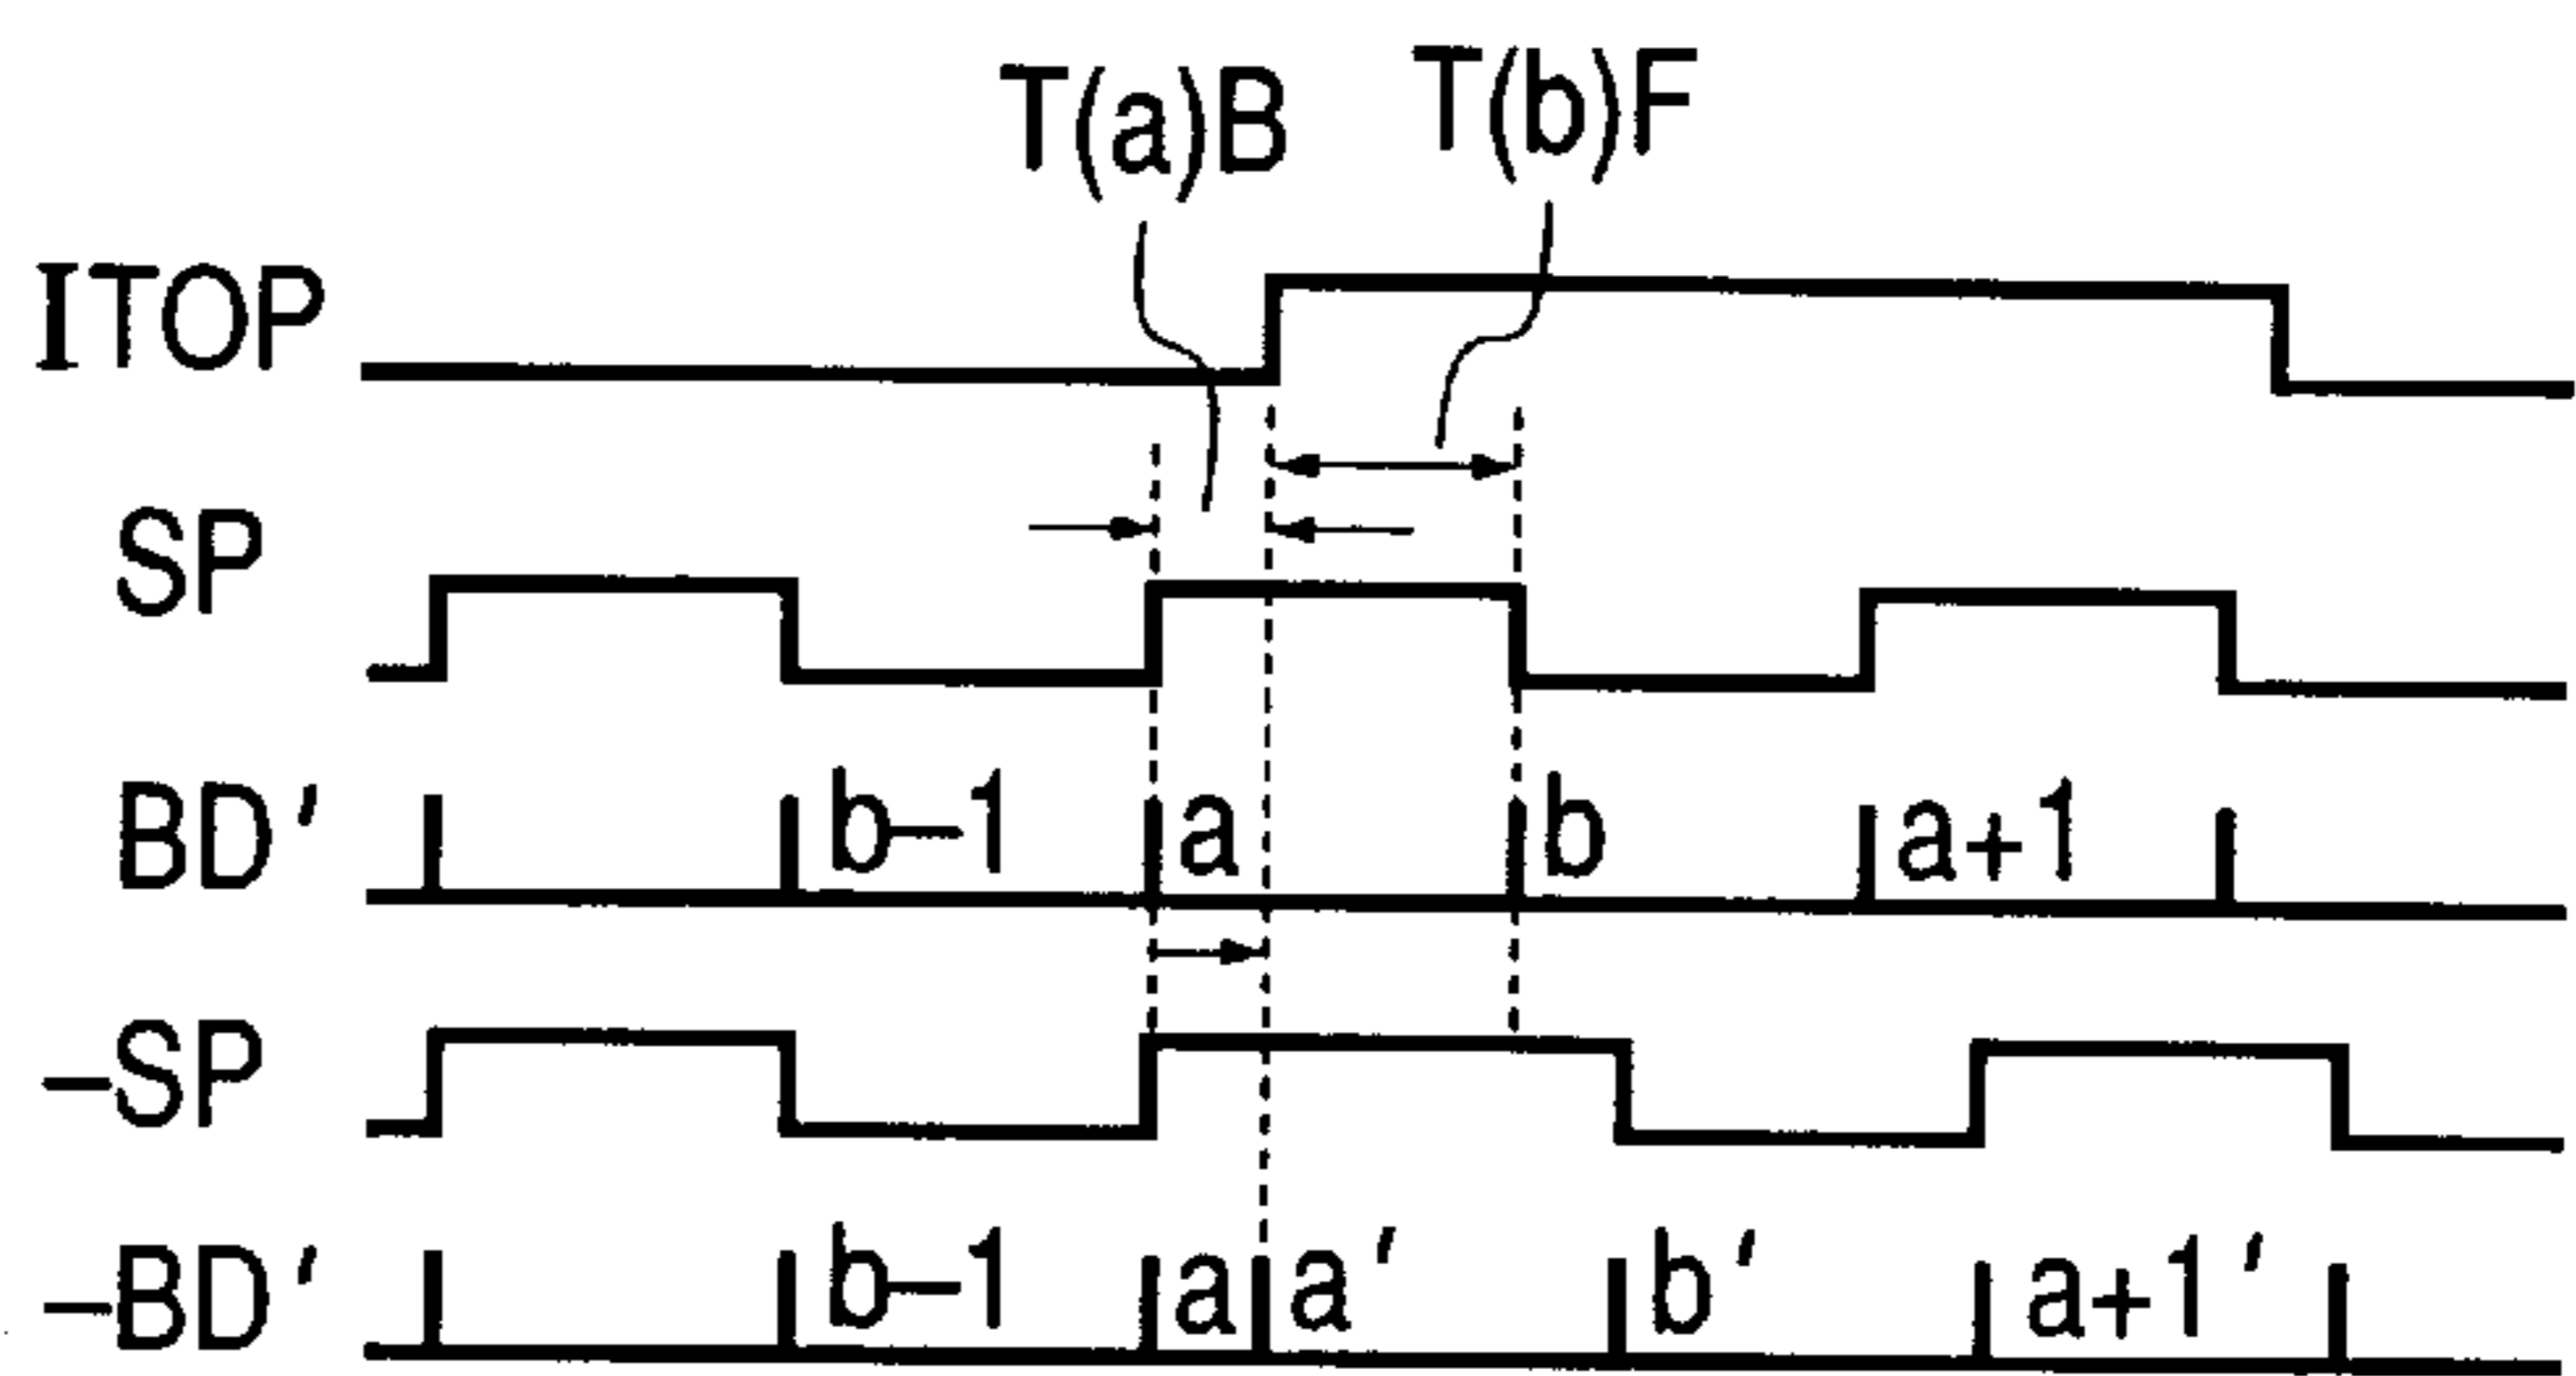 T(a)B T(b)F
ITOP
SP
BD′ b−1 a b a+1
−SP
−BD′ b−1 a a′ b′ a+1′